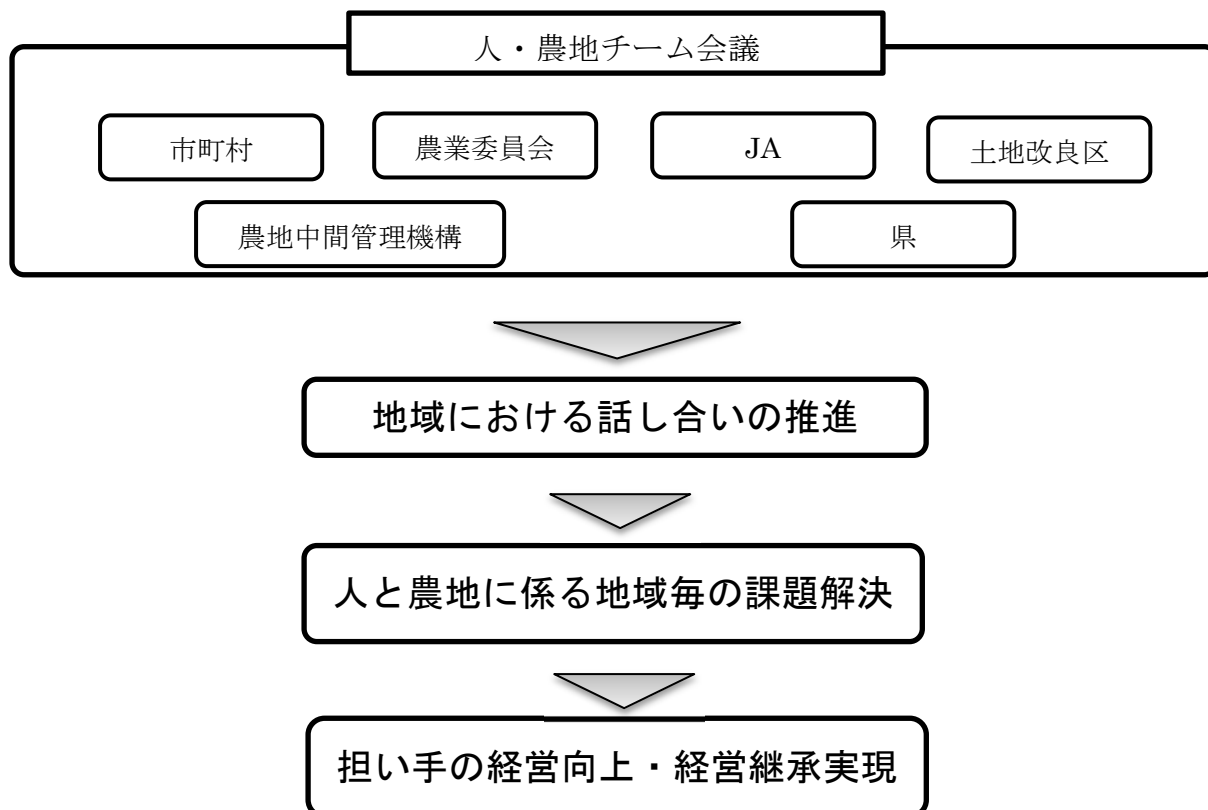 人・農地チーム会議
市町村
農業委員会
JA
土地改良区
農地中間管理機構
県
地域における話し合いの推進
人と農地に係る地域毎の課題解決
担い手の経営向上・経営継承実現